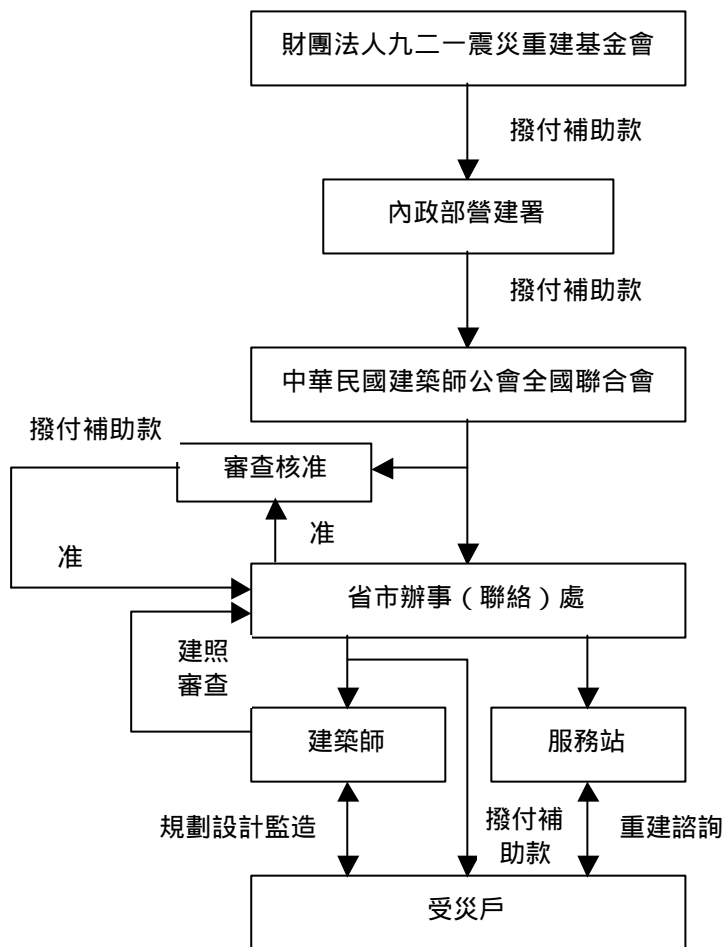 財團法人九二一震災重建基金會
撥付補助款
內政部營建署
撥付補助款
中華民國建築師公會全國聯合會
撥付補助款
審查核准
准
准
省市辦事（聯絡）處
建照
審查
建築師
服務站
規劃設計監造
撥付補
助款
重建諮詢
受災戶